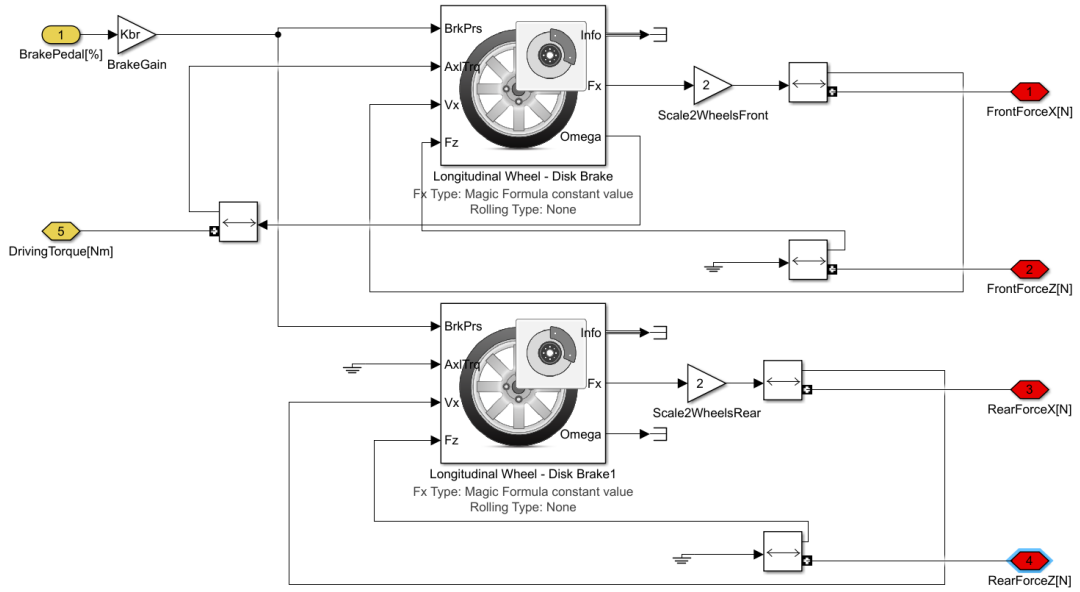 1
BrakePedal[%]
Kbr
BrakeGain
BrkPrs
AxlTrq
Vx
Fz
Info
Fx
Omega
Longitudinal Wheel - Disk Brake
Fx Type: Magic Formula constant value
Rolling Type: None
2
Scale2WheelsFront
1
FrontForceX[N]
5
DrivingTorque[Nm]
2
FrontForceZ[N]
BrkPrs
AxlTrq
Vx
Fz
Info
Fx
Omega
Longitudinal Wheel - Disk Brake1
Fx Type: Magic Formula constant value
Rolling Type: None
2
Scale2WheelsRear
3
RearForceX[N]
4
RearForceZ[N]